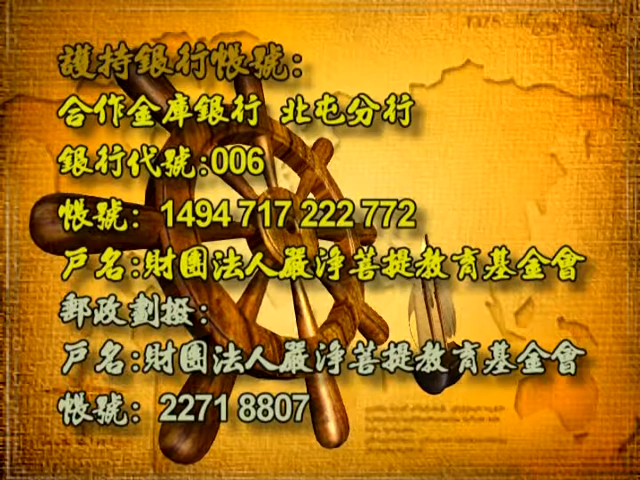 護持銀行帳號:
合作金庫銀行 北屯分行
銀行代號:006
帳號: 1494 717 222 772
戶名:財團法人嚴淨菩提教育基金會
郵政劃撥:
戶名:財團法人嚴淨菩提教育基金會
帳號: 2271 8807